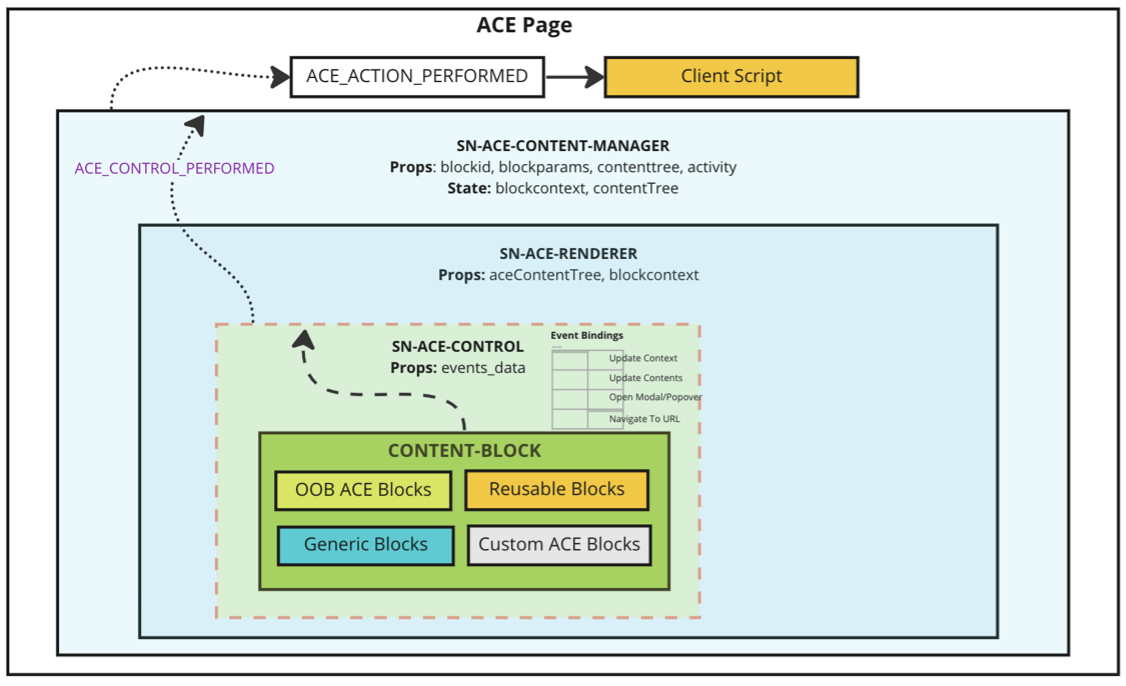 ACE Page
ACE_ACTION_PERFORMED
Client Script
SN-ACE-CONTENT-MANAGER
ACE_CONTROL_PERFORMED
Props: blockid, blockparams, contenttree, activity
State: blockcontext, contentTree
SN-ACE-RENDERER
Props: aceContentTree, blockcontext
Event Bindings
SN-ACE-CONTROL
Props: events_data
Update Context
Update Contents
Open Modal/Popover
Navigate To URL
CONTENT-BLOCK
OOB ACE Blocks
Reusable Blocks
Generic Blocks
Custom ACE Blocks